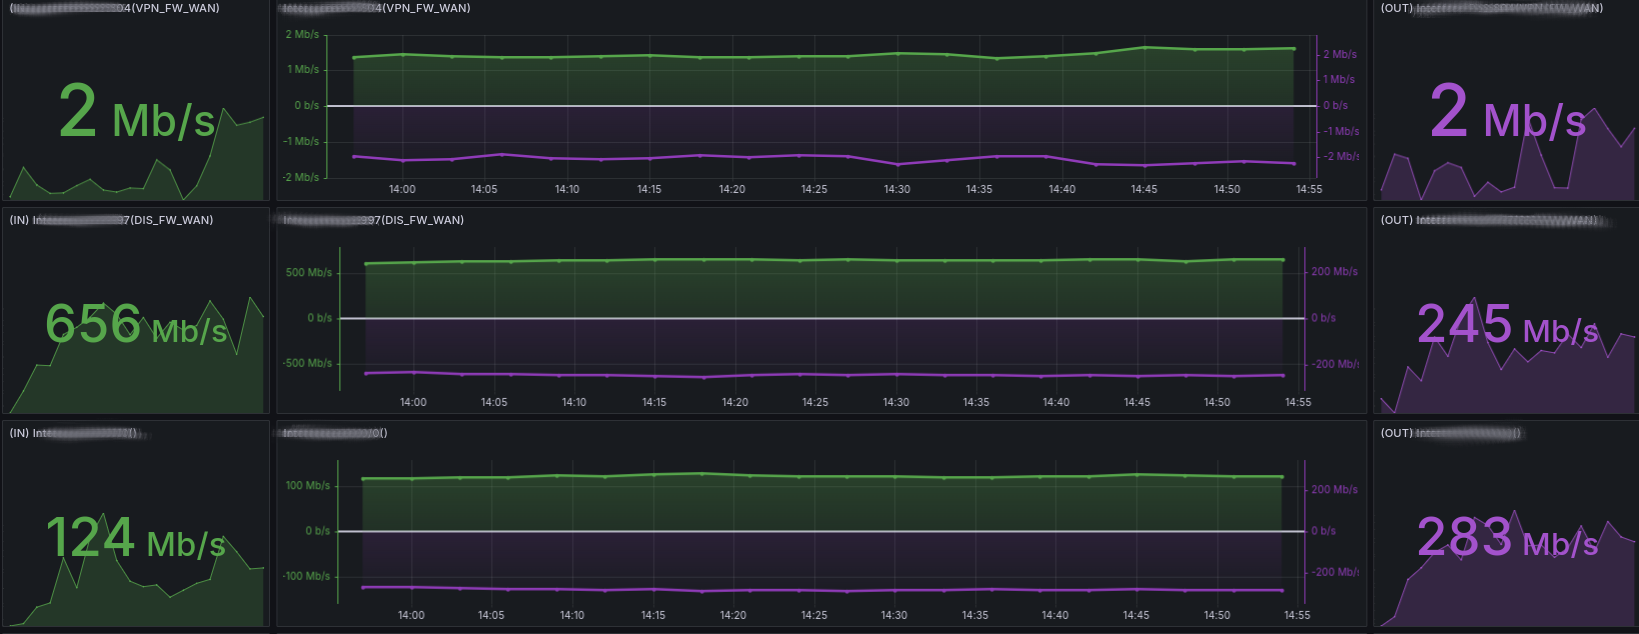 4(VPN_FW_WAN)
2 Mb/s
4(VPN_FW_WAN)
2 Mb/s
1 Mb/s
0 b/s
-1 Mb/s
-2 Mb/s
2 Mb/s
1 Mb/s
0 b/s
-1 Mb/s
-2 Mb/s
14:00 14:05 14:10 14:15 14:20 14:25 14:30 14:35 14:40 14:45 14:50 14:55
(OUT) Inte
2 Mb/s
(IN) Inte 7(DIS_FW_WAN)
656 Mb/s
97(DIS_FW_WAN)
500 Mb/s
0 b/s
-500 Mb/s
200 Mb/s
0 b/s
-200 Mb/s
14:00 14:05 14:10 14:15 14:20 14:25 14:30 14:35 14:40 14:45 14:50 14:55
(OUT)
245 Mb/s
(IN) Inte ()
124 Mb/s
()
100 Mb/s
0 b/s
-100 Mb/s
200 Mb/s
0 b/s
-200 Mb/s
14:00 14:05 14:10 14:15 14:20 14:25 14:30 14:35 14:40 14:45 14:50 14:55
(OUT) ()
283 Mb/s